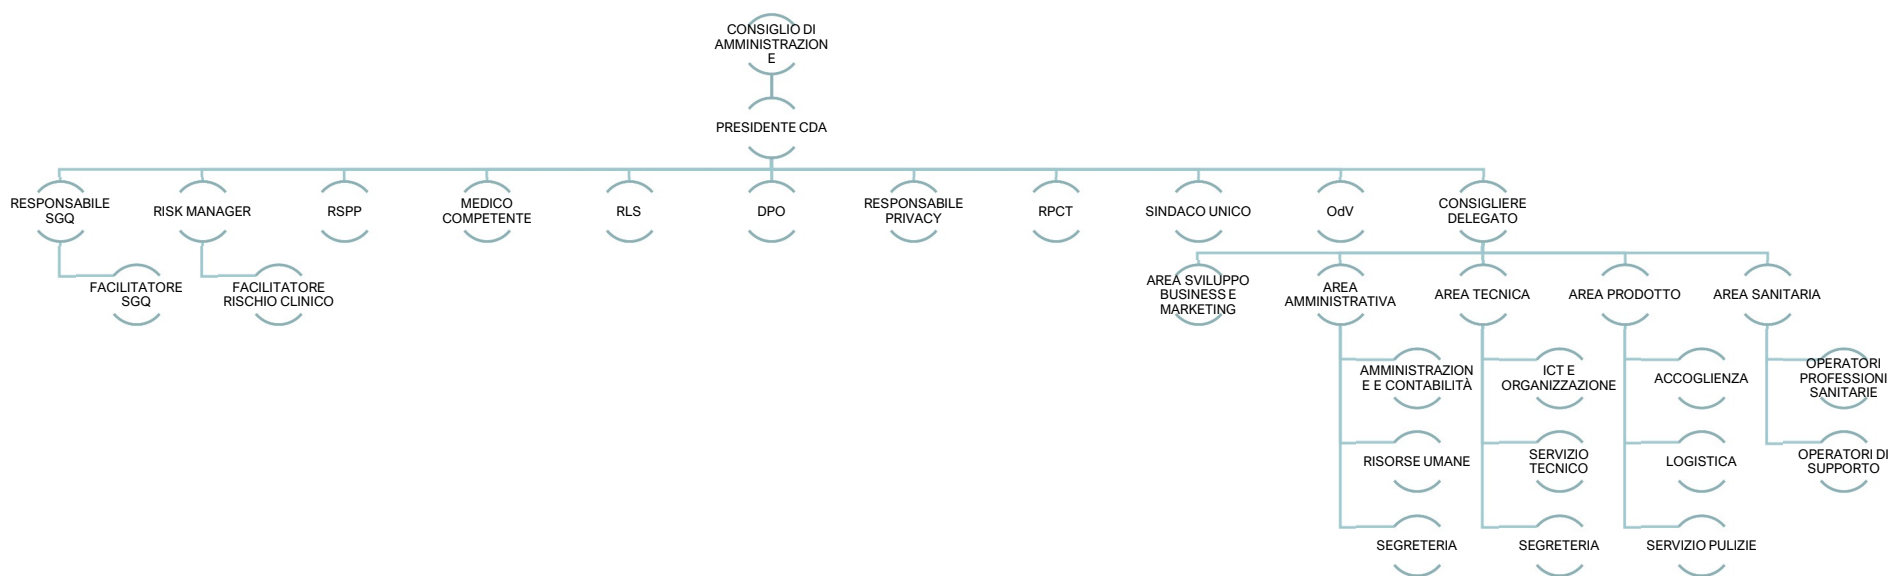 CONSIGLIO DI
AMMINISTRAZION
E
PRESIDENTE CDA
RESPONSABILE
SGQ
RISK MANAGER
RSPP
MEDICO
COMPETENTE
RLS
DPO
RESPONSABILE
PRIVACY
RPCT
SINDACO UNICO
OdV
CONSIGLIERE
DELEGATO
FACILITATORE
SGQ
FACILITATORE
RISCHIO CLINICO
AREA SVILUPPO
BUSINESS E
MARKETING
AREA
AMMINISTRATIVA
AREA TECNICA
AREA PRODOTTO
AREA SANITARIA
AMMINISTRAZION
E E CONTABILITÀ
ICT E
ORGANIZZAZIONE
ACCOGLIENZA
OPERATORI
PROFESSIONI
SANITARIE
RISORSE UMANE
SERVIZIO
TECNICO
LOGISTICA
OPERATORI DI
SUPPORTO
SEGRETERIA
SEGRETERIA
SERVIZIO PULIZIE